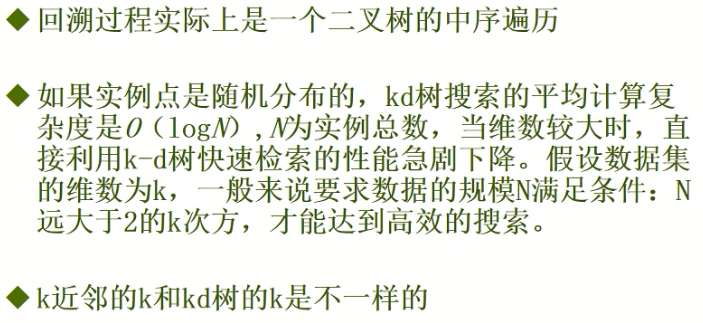 ◆ 回溯过程实际上是一个二叉树的中序遍历
◆ 如果实例点是随机分布的，kd树搜索的平均计算复
杂度是O（logN）,N为实例总数，当维数较大时，直
接利用k-d树快速检索的性能急剧下降。假设数据集
的维数为k，一般来说要求数据的规模N满足条件：N
远大于2的k次方，才能达到高效的搜索。
◆ k近邻的k和kd树的k是不一样的